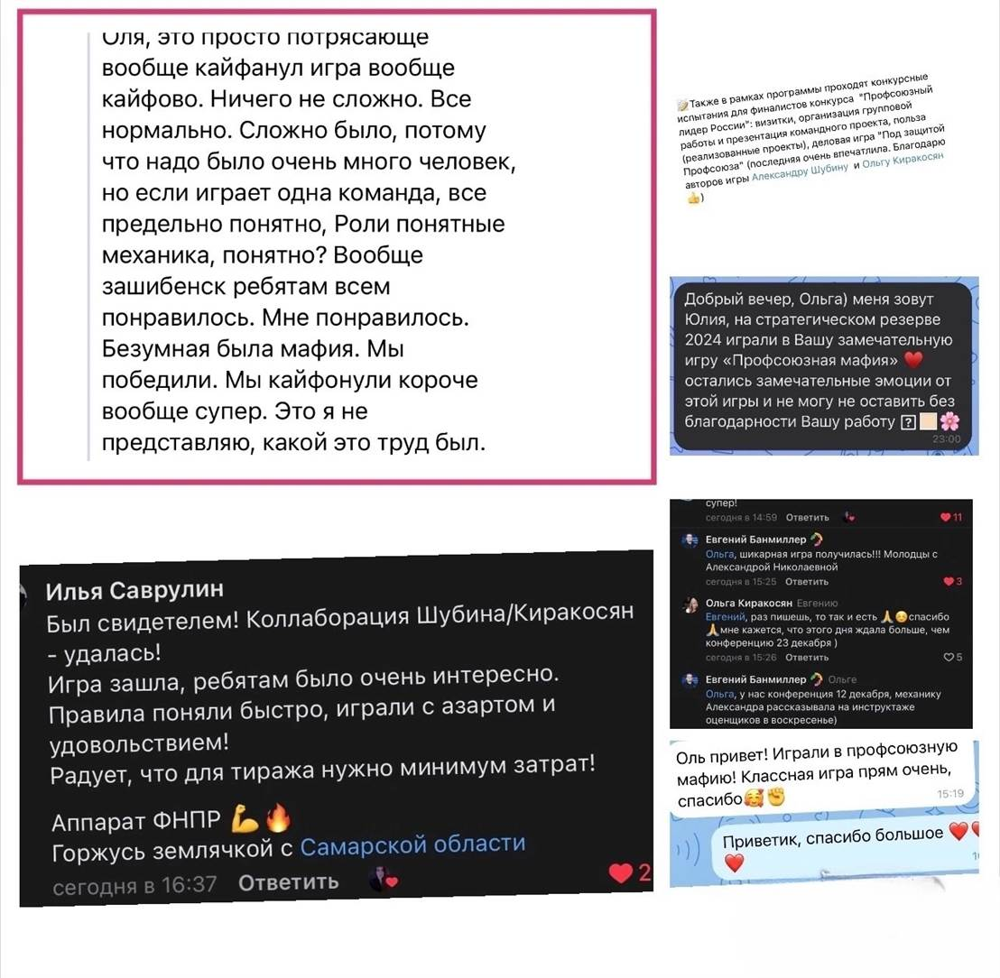 Оля, это просто потрясающе
вообще кайфанул игра вообще
кайфово. Ничего не сложно. Все
нормально. Сложно было, потому
что надо было очень много человек,
но если играет одна команда, все
предельно понятно, Роли понятные
механика, понятно? Вообще
зашибенск ребятам всем
понравилось. Мне понравилось.
Безумная была мафия. Мы
победили. Мы кайфонули короче
вообще супер. Это я не
представляю, какой это труд был.
📝Также в рамках программы проходят конкурсные
испытания для финалистов конкурса "Профсоюзный
лидер России": визитки, организация групповой
работы и презентация командного проекта, польза
(реализованные проекты), деловая игра "Под защитой
Профсоюза" (последняя очень впечатлила. Благодарю
авторов игры Александру Шубину и Ольгу Киракосян
👍)
Добрый вечер, Ольга) меня зовут
Юлия, на стратегическом резерве
2024 играли в Вашу замечательную
игру «Профсоюзная мафия» ♥️
остались замечательные эмоции от
этой игры и не могу не оставить без
благодарности Вашу работу ⍰🏻🌸
23:00
Илья Саврулин
Был свидетелем! Коллаборация Шубина/Киракосян
- удалась!
Игра зашла, ребятам было очень интересно.
Правила поняли быстро, играли с азартом и
удовольствием!
Радует, что для тиража нужно минимум затрат!
Аппарат ФНПР 💪🔥
Горжусь землячкой с Самарской области
сегодня в 16:37 Ответить 2
супер!
сегодня в 14:59 Ответить 11
Евгений Банмиллер
Ольга, шикарная игра получилась!!! Молодцы с
Александрой Николаевной
сегодня в 15:25 Ответить 3
Ольга Киракосян Евгению
Евгений, раз пишешь, то так и есть 🙏☺️спасибо
🙏мне кажется, что этого дня ждала больше, чем
конференцию 23 декабря )
сегодня в 15:26 Ответить 5
Евгений Банмиллер Ольге
Ольга, у нас конференция 12 декабря, механику
Александра рассказывала на инструктаже
оценщиков в воскресенье)
Оль привет! Играли в профсоюзную
мафию! Классная игра прям очень,
спасибо🥰✊
15:19
Приветик, спасибо большое ❤️❤️
❤️